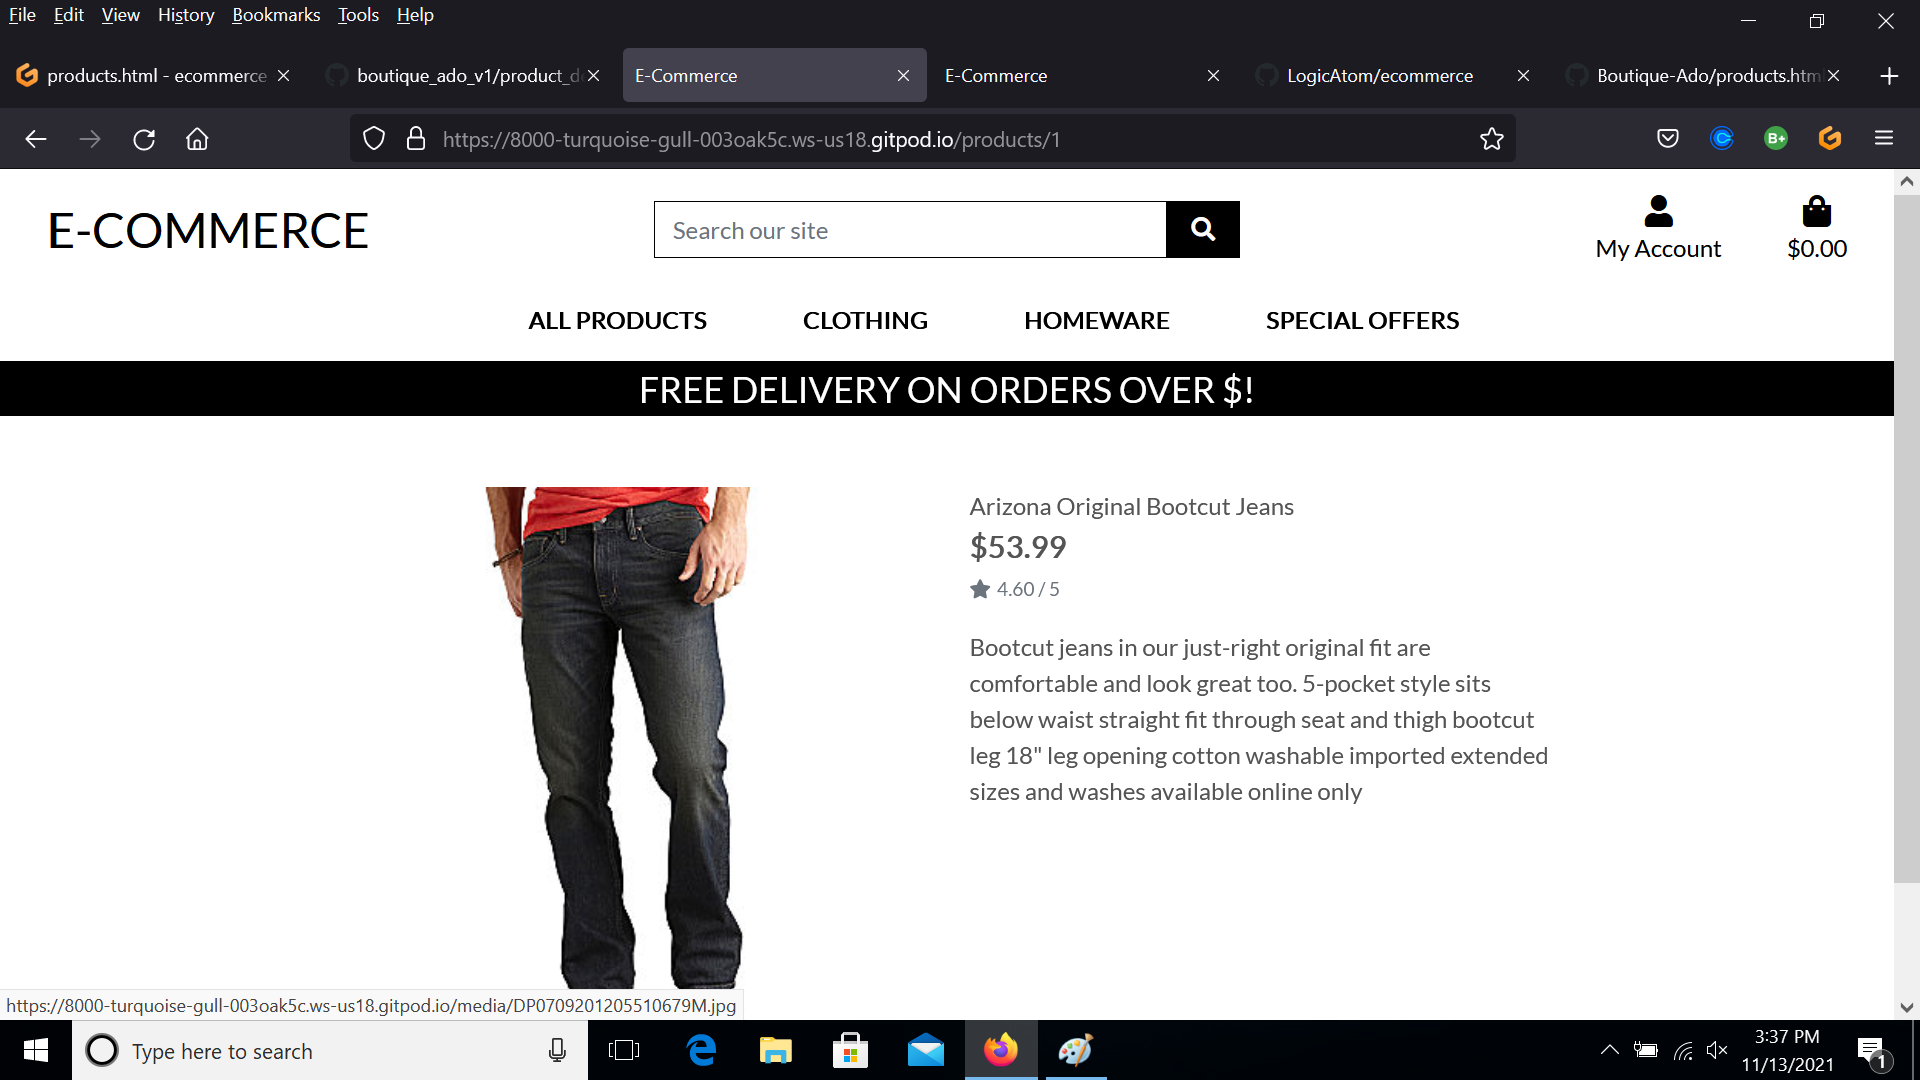 File Edit View History Bookmarks Tools Help
products.html - ecommerce
boutique_ado_v1/product_d
E-Commerce
E-Commerce
LogicAtom/ecommerce
Boutique-Ado/products.html
https://8000-turquoise-gull-003oak5c.ws-us18.gitpod.io/products/1
B+
E-COMMERCE
Search our site
My Account
$0.00
ALL PRODUCTS CLOTHING HOMEWARE SPECIAL OFFERS
FREE DELIVERY ON ORDERS OVER $!
Arizona Original Bootcut Jeans
$53.99
4.60 / 5
Bootcut jeans in our just-right original fit are
comfortable and look great too. 5-pocket style sits
below waist straight fit through seat and thigh bootcut
leg 18" leg opening cotton washable imported extended
sizes and washes available online only
https://8000-turquoise-gull-003oak5c.ws-us18.gitpod.io/media/DP0709201205510679M.jpg
Type here to search
3:37 PM
11/13/2021
1